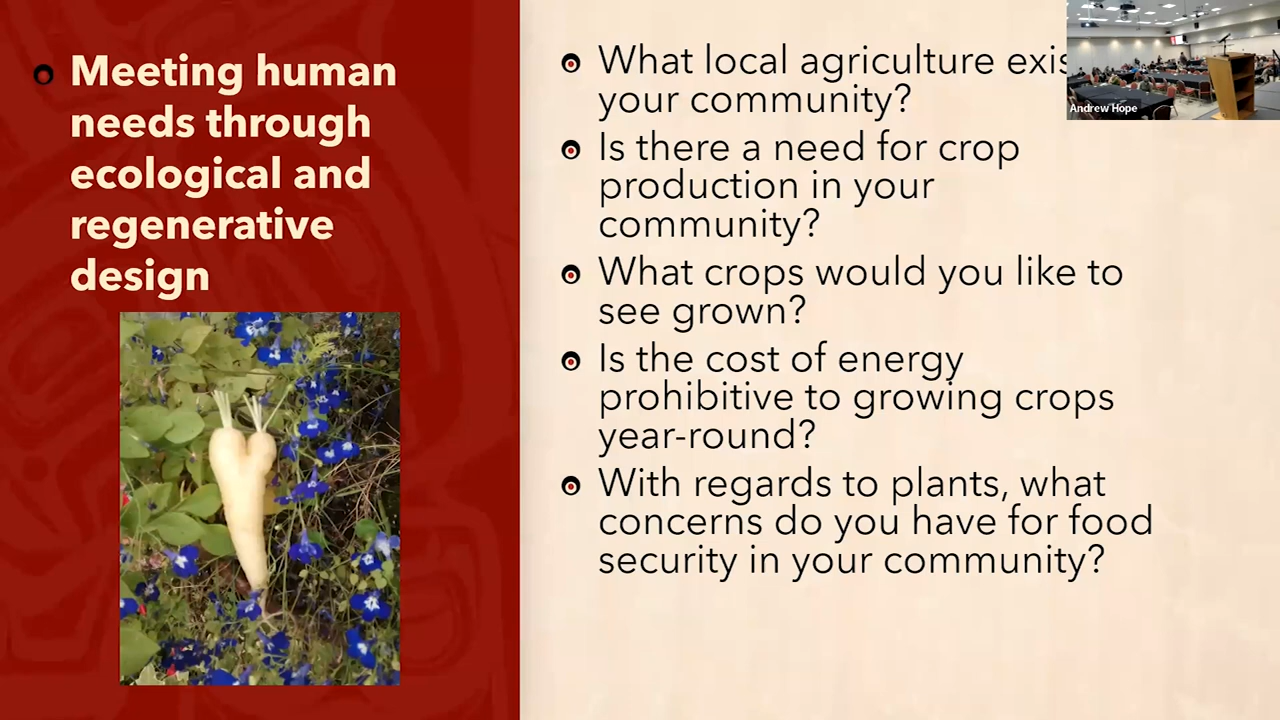 Meeting human
needs through
ecological and
regenerative
design
What local agriculture
your community?
Is there a need for crop
production in your
community?
What crops would you like to
see grown?
Is the cost of energy
prohibitive to growing crops
year-round?
With regards to plants, what
concerns do you have for food
security in your community?
Andrew Hope